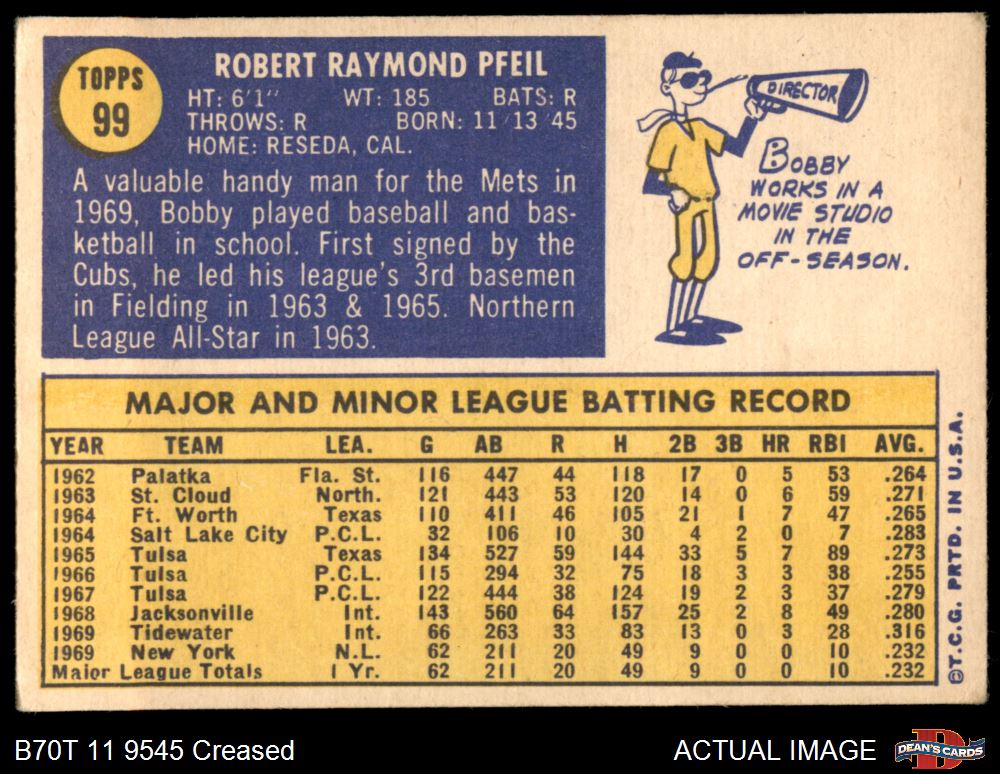 TOPPS
99
ROBERT RAYMOND PFEIL
HT: 6'1" WT: 185 BATS: R
THROWS: R BORN: 11 13 '45
HOME: RESEDA, CAL.
A valuable handy man for the Mets in
1969, Bobby played baseball and bas-
ketball in school. First signed by the
Cubs, he led his league's 3rd basemen
in Fielding in 1963 & 1965. Northern
League All-Star in 1963.
DIRECTOR
BOBBY
WORKS IN A
MOVIE STUDIO
IN THE
OFF-SEASON.
MAJOR AND MINOR LEAGUE BATTING RECORD
YEAR TEAM LEA. G AB R H 2B 3B HR RBI AVG.
1962 Palatka Fla. St. 116 447 44 118 17 0 5 53 .264
1963 St. Cloud North. 121 443 53 120 14 0 6 59 .271
1964 Ft. Worth Texas 110 411 46 105 21 1 7 47 .265
1964 Salt Lake City P.C.L. 32 106 10 30 4 2 0 7 .283
1965 Tulsa Texas 134 527 59 144 33 5 7 89 .273
1966 Tulsa P.C.L. 115 294 32 75 18 3 3 38 .255
1967 Tulsa P.C.L. 122 444 38 124 19 2 3 37 .279
1968 Jacksonville Int. 143 560 64 157 25 2 8 49 .280
1969 Tidewater Int. 66 263 33 83 13 0 3 28 .316
1969 New York N.L. 62 211 20 49 9 0 0 10 .232
Major League Totals 1 Yr. 62 211 20 49 9 0 0 10 .232
©T.C.G. PRTD. IN U.S.A.
B70T 11 9545 Creased
ACTUAL IMAGE
D
DEAN'S CARDS